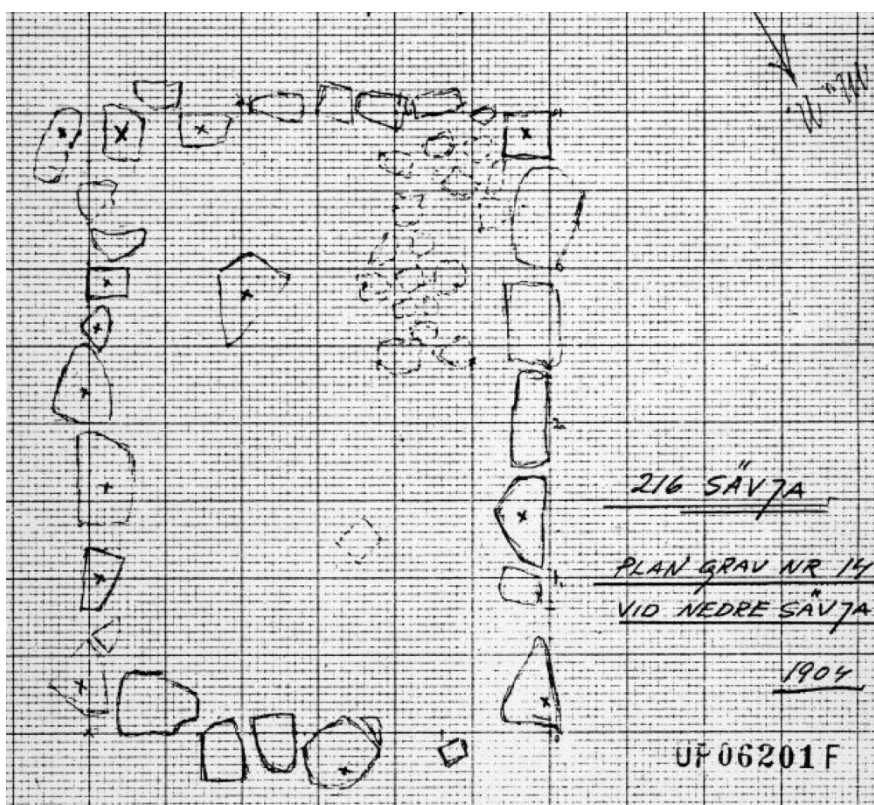 216 SÄVJA
PLAN GRAV NR 14
VID NEDRE SÄVJA
1904
UP06201F